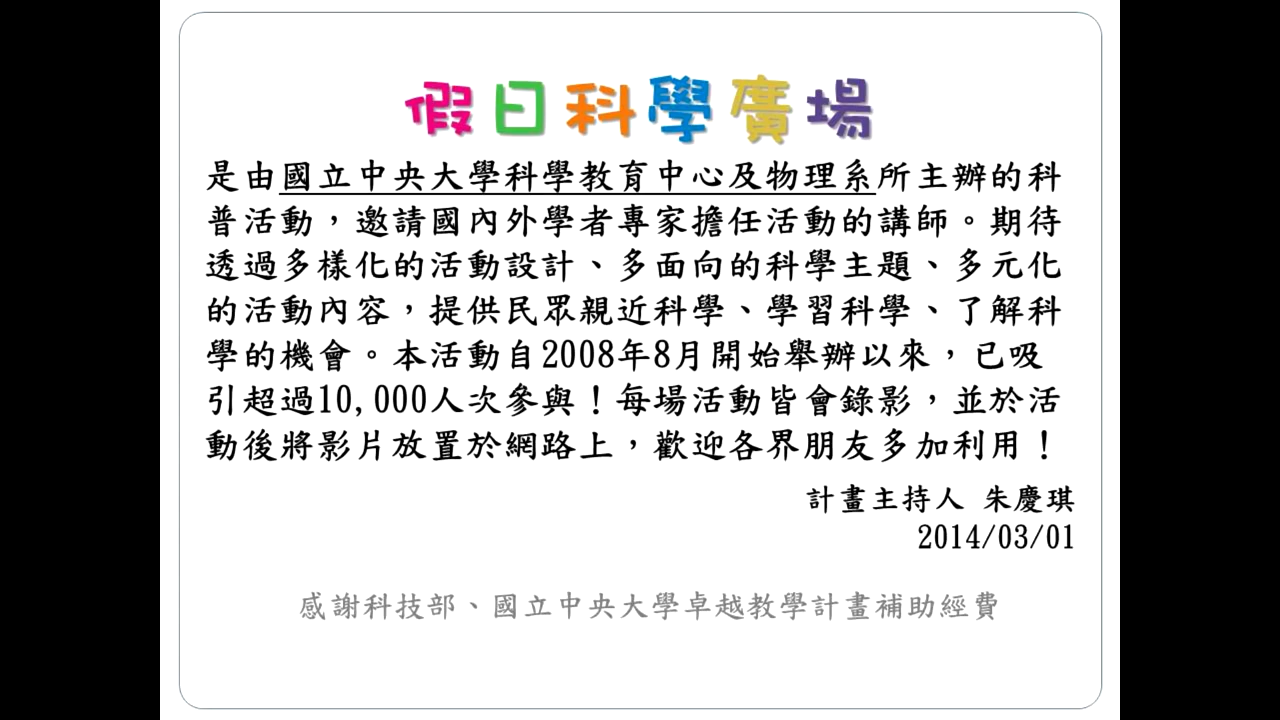 假日科學廣場
是由國立中央大學科學教育中心及物理系所主辦的科
普活動，邀請國內外學者專家擔任活動的講師。期待
透過多樣化的活動設計、多面向的科學主題、多元化
的活動內容，提供民眾親近科學、學習科學、了解科
學的機會。本活動自2008年8月開始舉辦以來，已吸
引超過10,000人次參與！每場活動皆會錄影，並於活
動後將影片放置於網路上，歡迎各界朋友多加利用！
計畫主持人 朱慶琪
2014/03/01
感謝科技部、國立中央大學卓越教學計畫補助經費